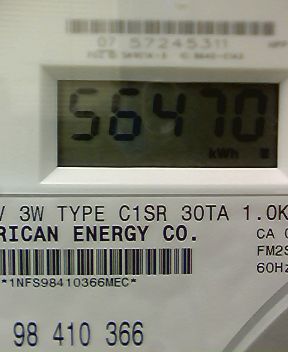 07 57245311
56470
kWh
V 3W TYPE C1SR 30TA 1.0K
RICAN ENERGY CO.
CA
FM2S
60Hz
*1NFS98410366MEC*
98 410 366